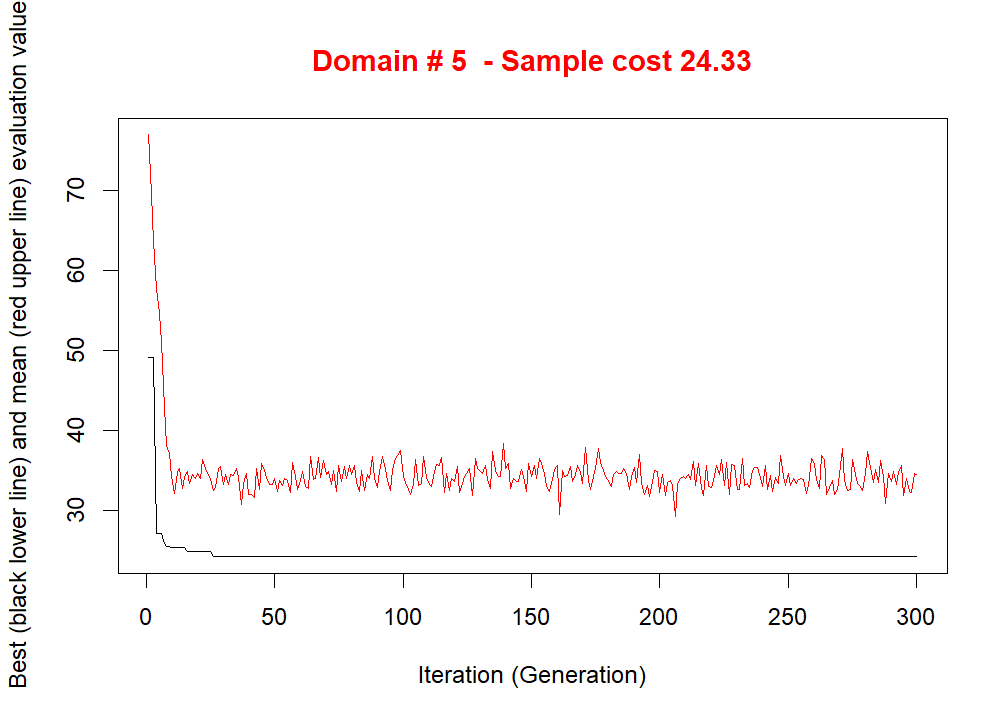 Domain # 5  - Sample cost 24.33
Best (black lower line) and mean (red upper line) evaluation value
70
60
50
40
30
0 50 100 150 200 250 300
Iteration (Generation)